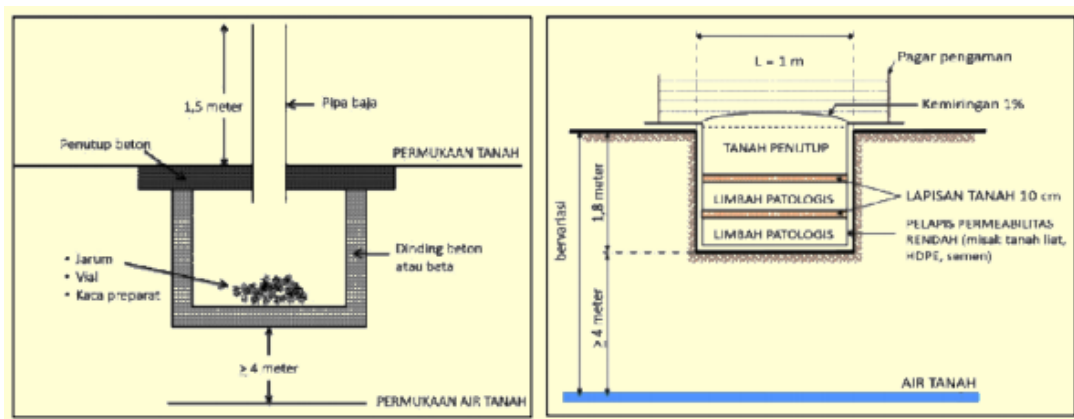 1,5 meter
Pipa baja
Penutup beton
PERMUKAAN TANAH
Dinding beton
atau bata
• Jarum
• Vial
• Kaca preparat
≥ 4 meter
PERMUKAAN AIR TANAH
L = 1 m
Pagar pengaman
Kemiringan 1%
TANAH PENUTUP
LAPISAN TANAH 10 cm
LIMBAH PATOLOGIS
LIMBAH PATOLOGIS
PELAPIS PERMEABILITAS
RENDAH (misal: tanah liat,
HDPE, semen)
bervariasi
1,8 meter
≥ 4 meter
AIR TANAH